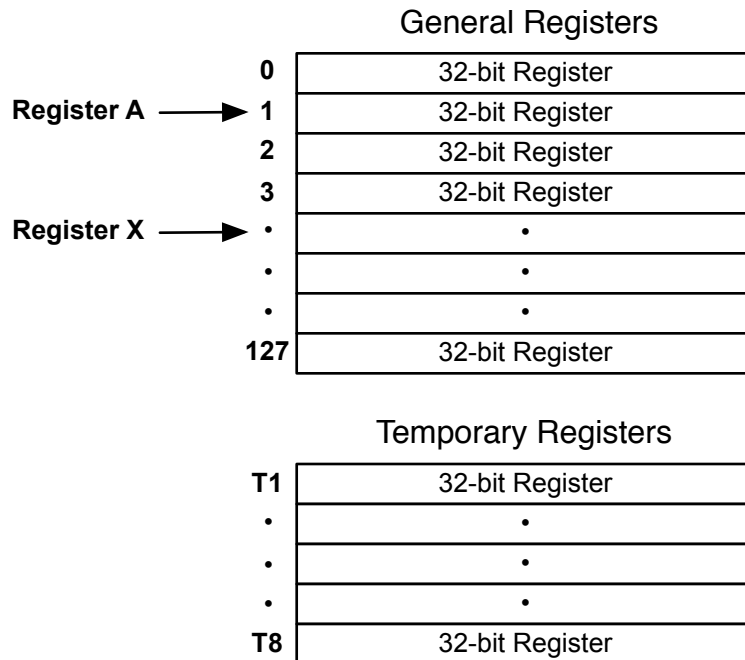 General Registers
0 32-bit Register
Register A 1 32-bit Register
2 32-bit Register
3 32-bit Register
Register X • •
• •
• •
127 32-bit Register
Temporary Registers
T1 32-bit Register
• •
• •
• •
T8 32-bit Register